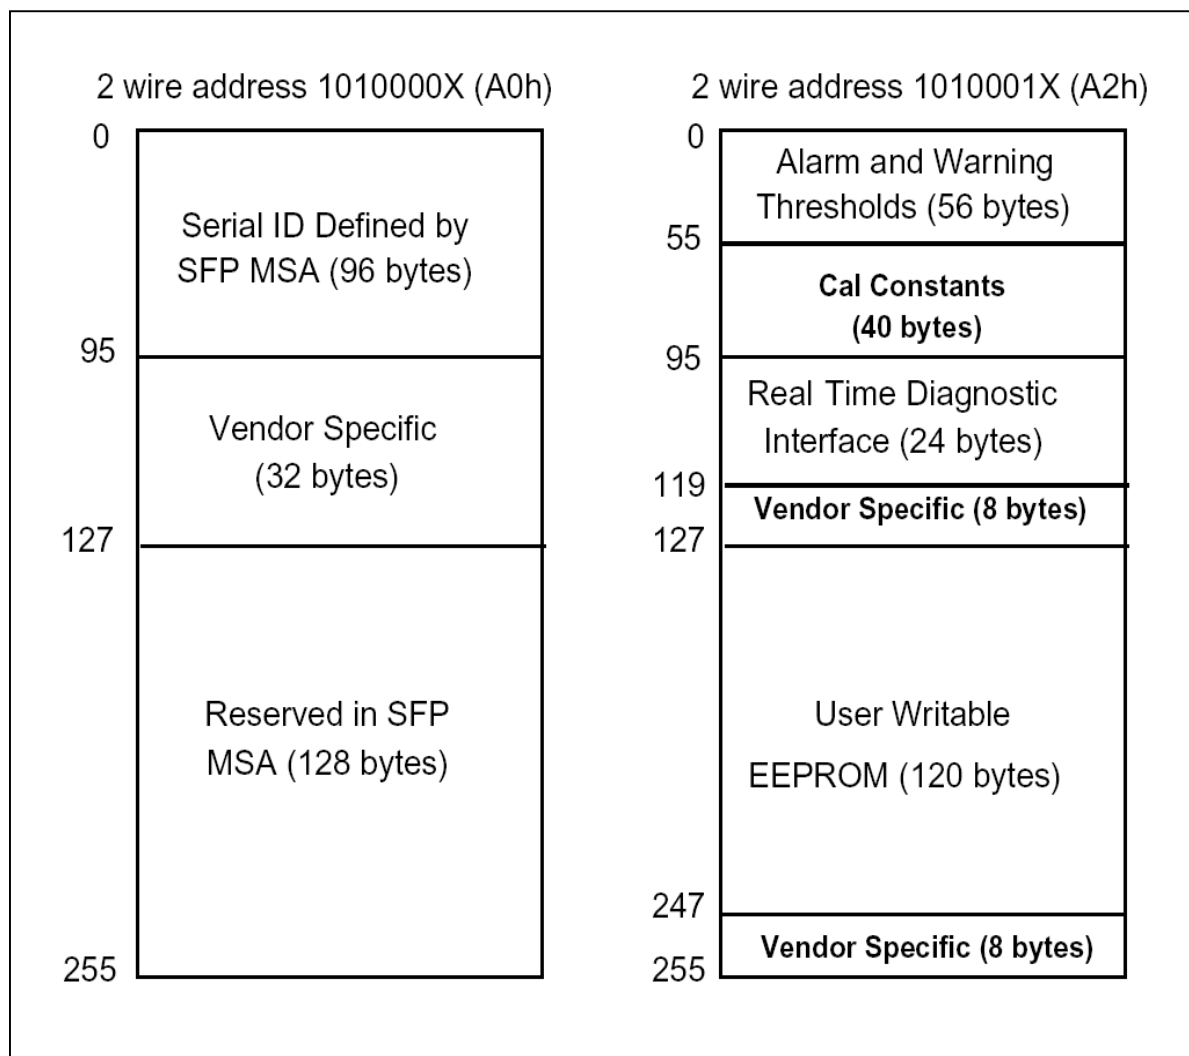 2 wire address 1010000X (A0h)
0
Serial ID Defined by
SFP MSA (96 bytes)
95
Vendor Specific
(32 bytes)
127
Reserved in SFP
MSA (128 bytes)
255
2 wire address 1010001X (A2h)
0
Alarm and Warning
Thresholds (56 bytes)
55
Cal Constants
(40 bytes)
95
Real Time Diagnostic
Interface (24 bytes)
119
Vendor Specific (8 bytes)
127
User Writable
EEPROM (120 bytes)
247
Vendor Specific (8 bytes)
255